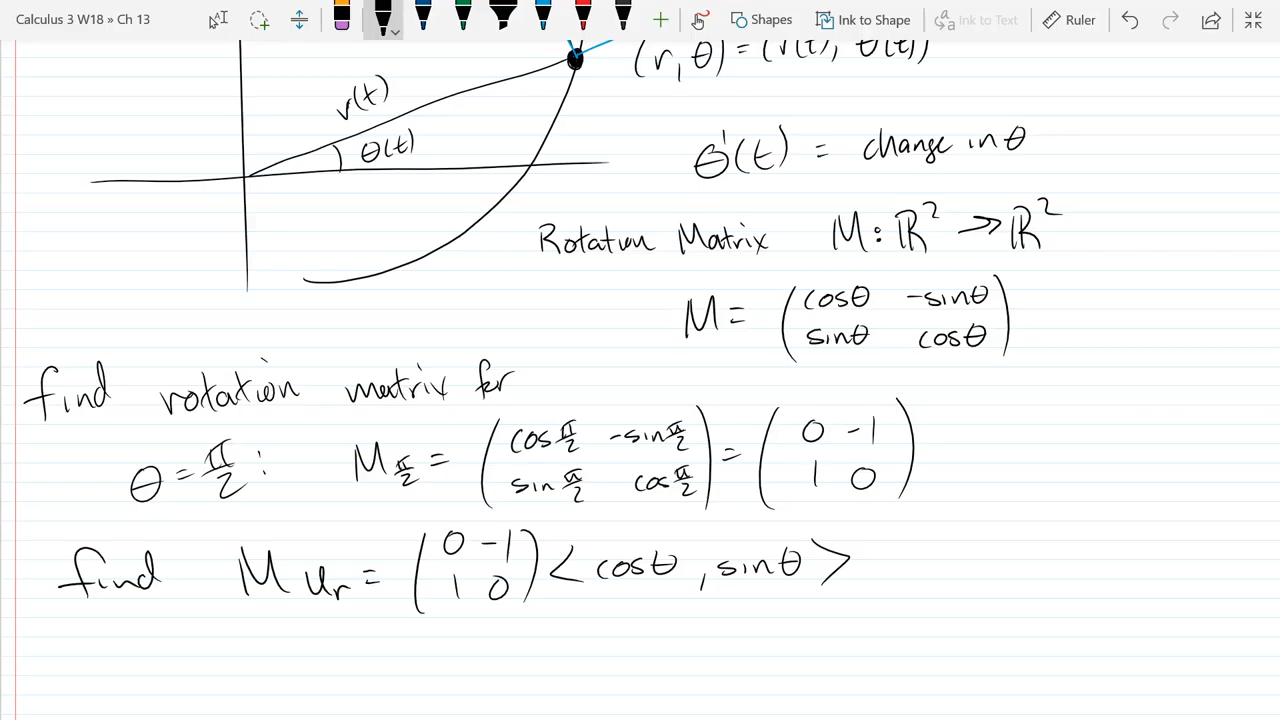 Calculus 3 W18 » Ch 13
Shapes
Ink to Shape
Ink to Text
Ruler
(r, θ) = (r(t), θ(t))
r(t)
θ(t)
θ'(t) = change in θ
Rotation Matrix M : ℝ² → ℝ²
M = ( cosθ -sinθ
sinθ cosθ )
find rotation matrix for
θ = π/2 : M π/2 = ( cos π/2 -sin π/2
sin π/2 cos π/2 ) = ( 0 -1
1 0 )
find M u_r = ( 0 -1
1 0 ) < cosθ , sinθ >